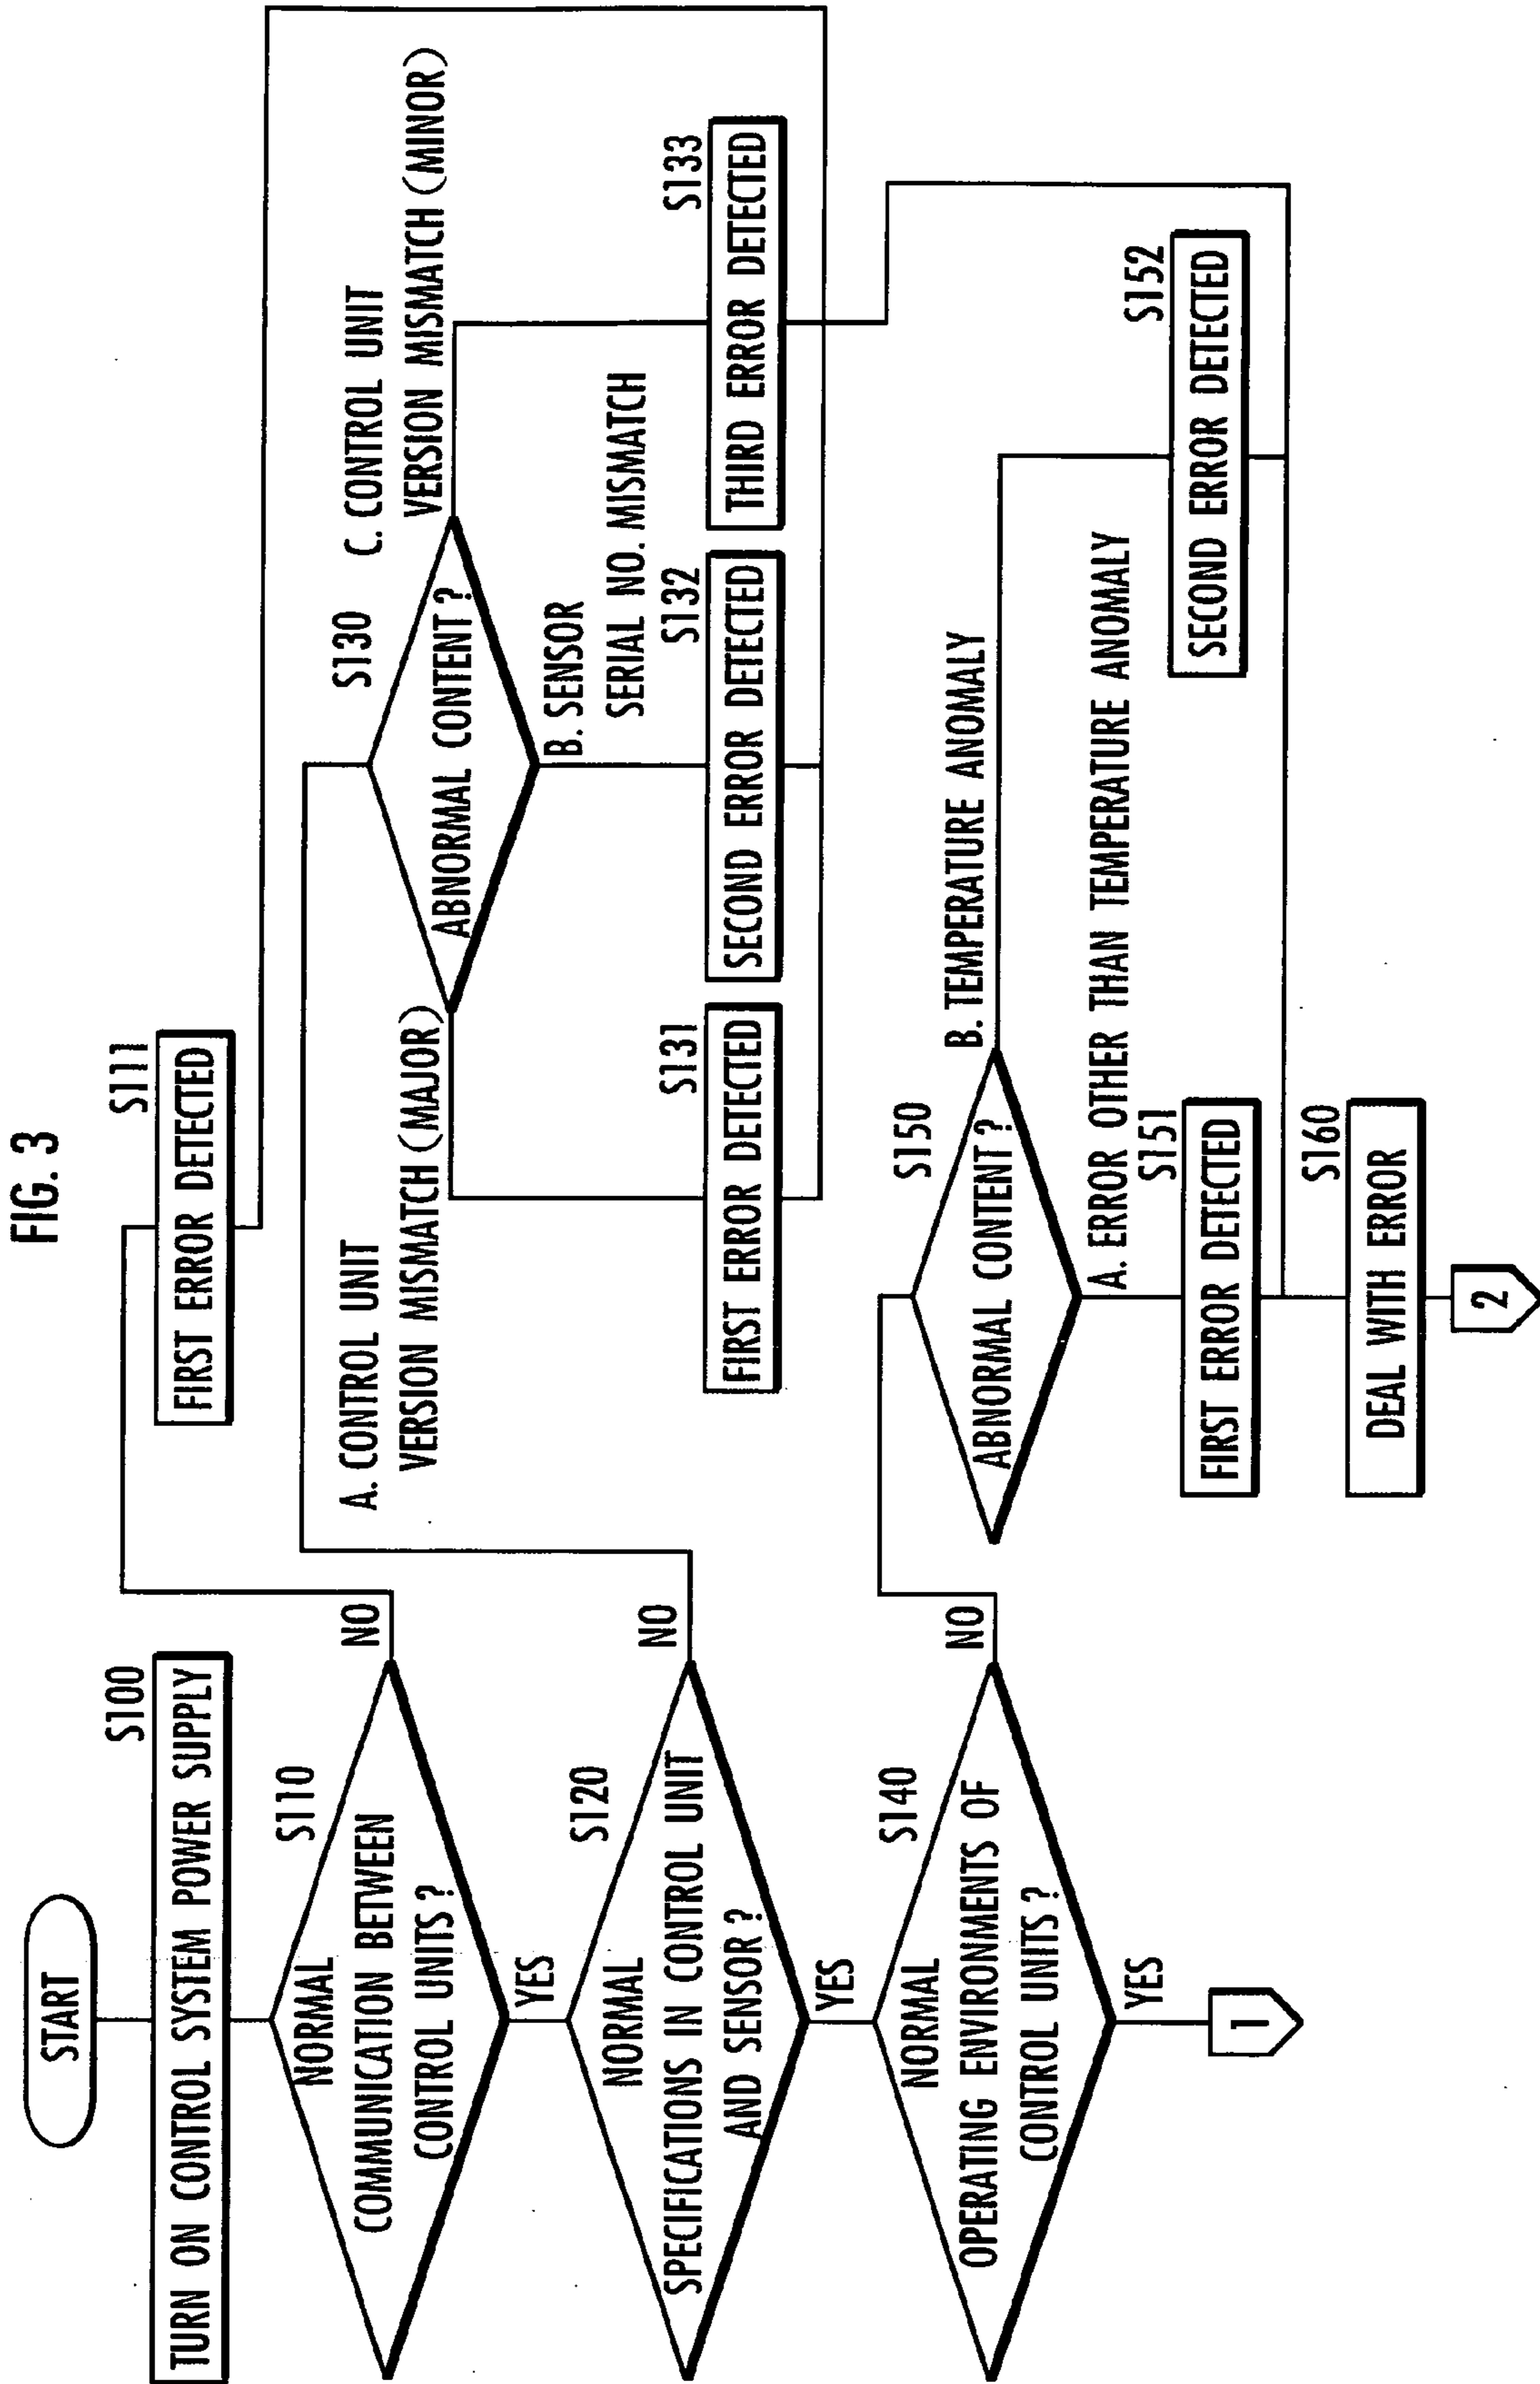 FIG. 3
START
S100
TURN ON CONTROL SYSTEM POWER SUPPLY
S110
NORMAL
COMMUNICATION BETWEEN
CONTROL UNITS?
NO
YES
S111
FIRST ERROR DETECTED
S120
NORMAL
SPECIFICATIONS IN CONTROL UNIT
AND SENSOR?
NO
YES
S130
ABNORMAL CONTENT?
A. CONTROL UNIT
VERSION MISMATCH (MAJOR)
B. SENSOR
SERIAL NO. MISMATCH
C. CONTROL UNIT
VERSION MISMATCH (MINOR)
S131
FIRST ERROR DETECTED
S132
SECOND ERROR DETECTED
S133
THIRD ERROR DETECTED
S140
NORMAL
OPERATING ENVIRONMENTS OF
CONTROL UNITS?
NO
YES
1
S150
ABNORMAL CONTENT?
B. TEMPERATURE ANOMALY
A. ERROR OTHER THAN TEMPERATURE ANOMALY
S151
FIRST ERROR DETECTED
S152
SECOND ERROR DETECTED
S160
DEAL WITH ERROR
2